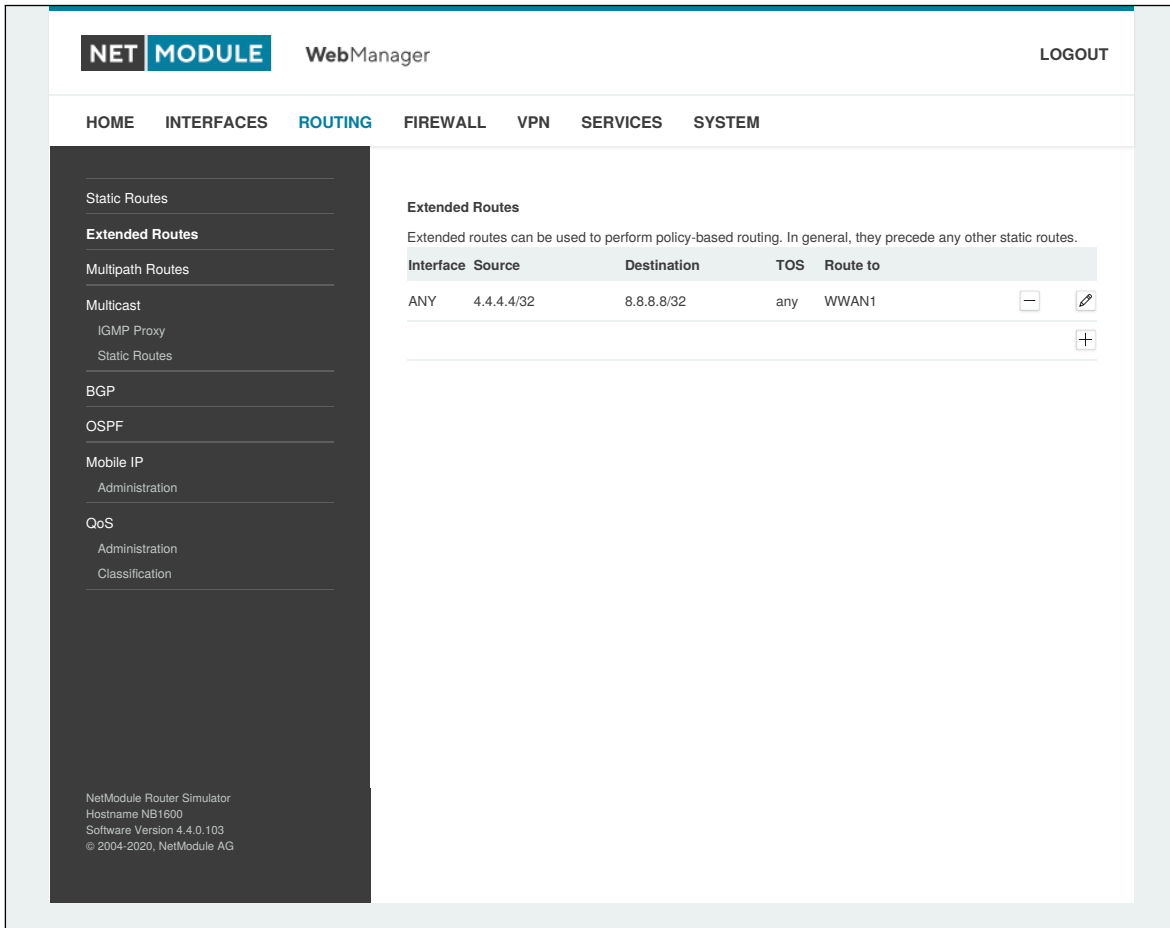 NET MODULE WebManager LOGOUT
HOME INTERFACES ROUTING FIREWALL VPN SERVICES SYSTEM
Static Routes
Extended Routes
Multipath Routes
Multicast
IGMP Proxy
Static Routes
BGP
OSPF
Mobile IP
Administration
QoS
Administration
Classification
NetModule Router Simulator
Hostname NB1600
Software Version 4.4.0.103
© 2004-2020, NetModule AG
Extended Routes
Extended routes can be used to perform policy-based routing. In general, they precede any other static routes.
Interface Source Destination TOS Route to
ANY 4.4.4.4/32 8.8.8.8/32 any WWAN1